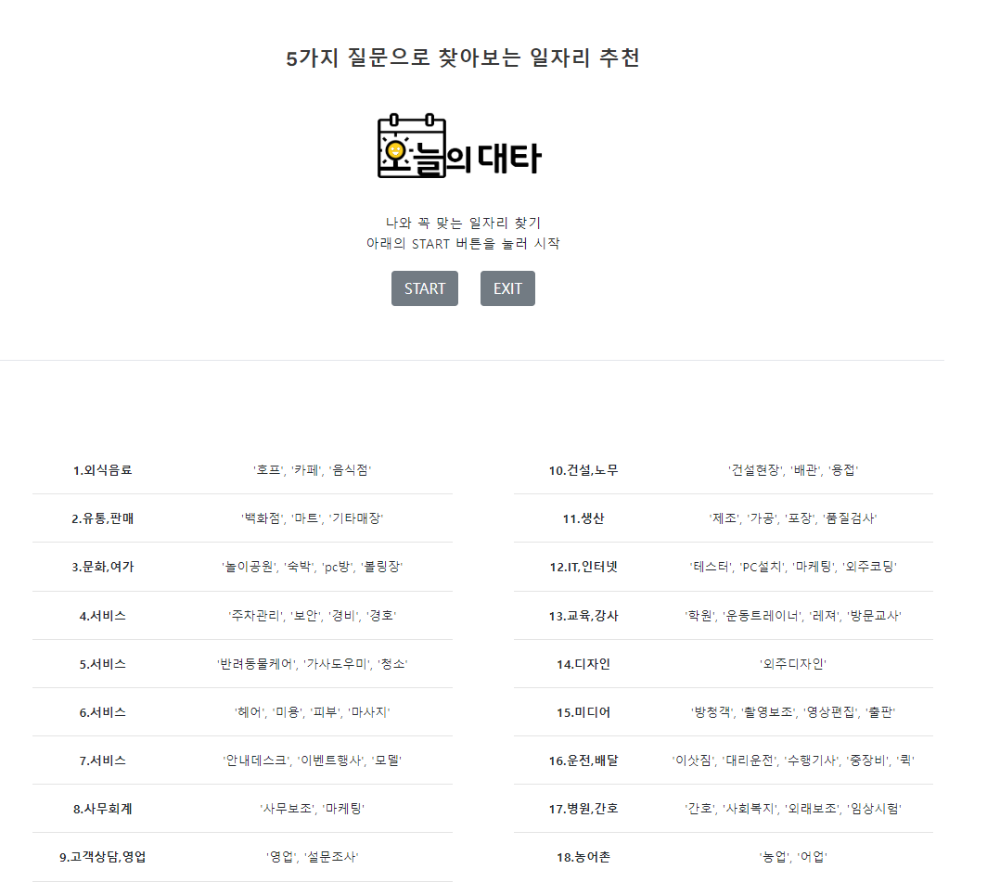 5가지 질문으로 찾아보는 일자리 추천
오늘의 대타
나와 꼭 맞는 일자리 찾기
아래의 START 버튼을 눌러 시작
START EXIT
1.외식음료 '호프', '카페', '음식점'
2.유통,판매 '백화점', '마트', '기타매장'
3.문화,여가 '놀이공원', '숙박', 'pc방', '볼링장'
4.서비스 '주차관리', '보안', '경비', '경호'
5.서비스 '반려동물케어', '가사도우미', '청소'
6.서비스 '헤어', '미용', '피부', '마사지'
7.서비스 '안내데스크', '이벤트행사', '모델'
8.사무회계 '사무보조', '마케팅'
9.고객상담,영업 '영업', '설문조사'
10.건설,노무 '건설현장', '배관', '용접'
11.생산 '제조', '가공', '포장', '품질검사'
12.IT,인터넷 '테스터', 'PC설치', '마케팅', '외주코딩'
13.교육,강사 '학원', '운동트레이너', '레져', '방문교사'
14.디자인 '외주디자인'
15.미디어 '방청객', '촬영보조', '영상편집', '출판'
16.운전,배달 '이삿짐', '대리운전', '수행기사', '중장비', '퀵'
17.병원,간호 '간호', '사회복지', '외래보조', '임상시험'
18.농어촌 '농업', '어업'